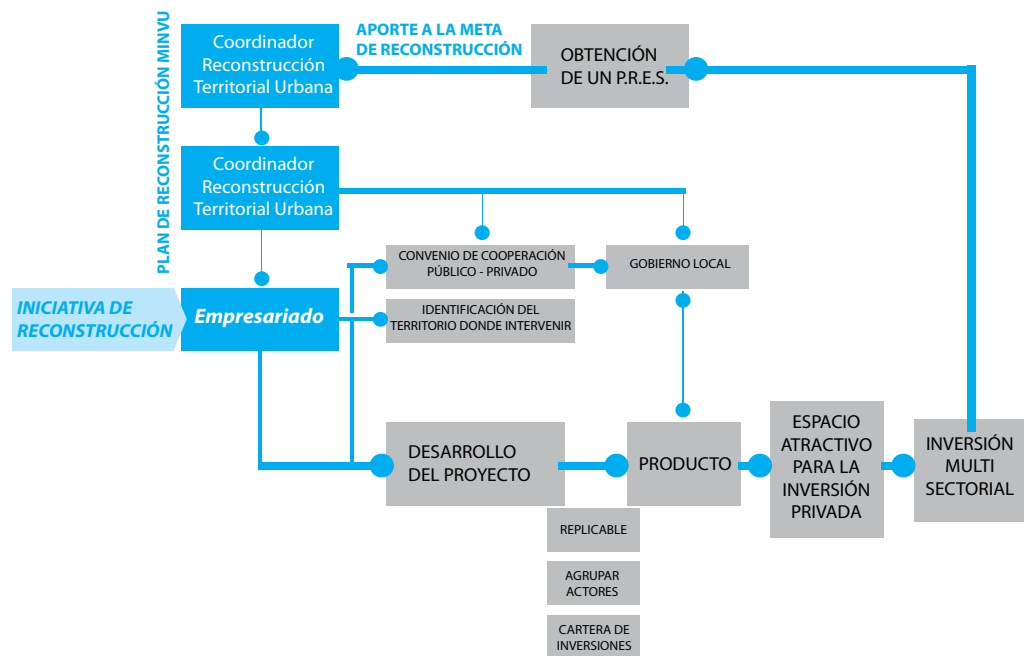 PLAN DE RECONSTRUCCIÓN MINVU
Coordinador
Reconstrucción
Territorial Urbana
APORTE A LA META
DE RECONSTRUCCIÓN
OBTENCIÓN
DE UN P.R.E.S.
Coordinador
Reconstrucción
Territorial Urbana
CONVENIO DE COOPERACIÓN
PÚBLICO - PRIVADO
GOBIERNO LOCAL
INICIATIVA DE
RECONSTRUCCIÓN
Empresariado
IDENTIFICACIÓN DEL
TERRITORIO DONDE INTERVENIR
DESARROLLO
DEL PROYECTO
PRODUCTO
ESPACIO
ATRACTIVO
PARA LA
INVERSIÓN
PRIVADA
INVERSIÓN
MULTI
SECTORIAL
REPLICABLE
AGRUPAR
ACTORES
CARTERA DE
INVERSIONES